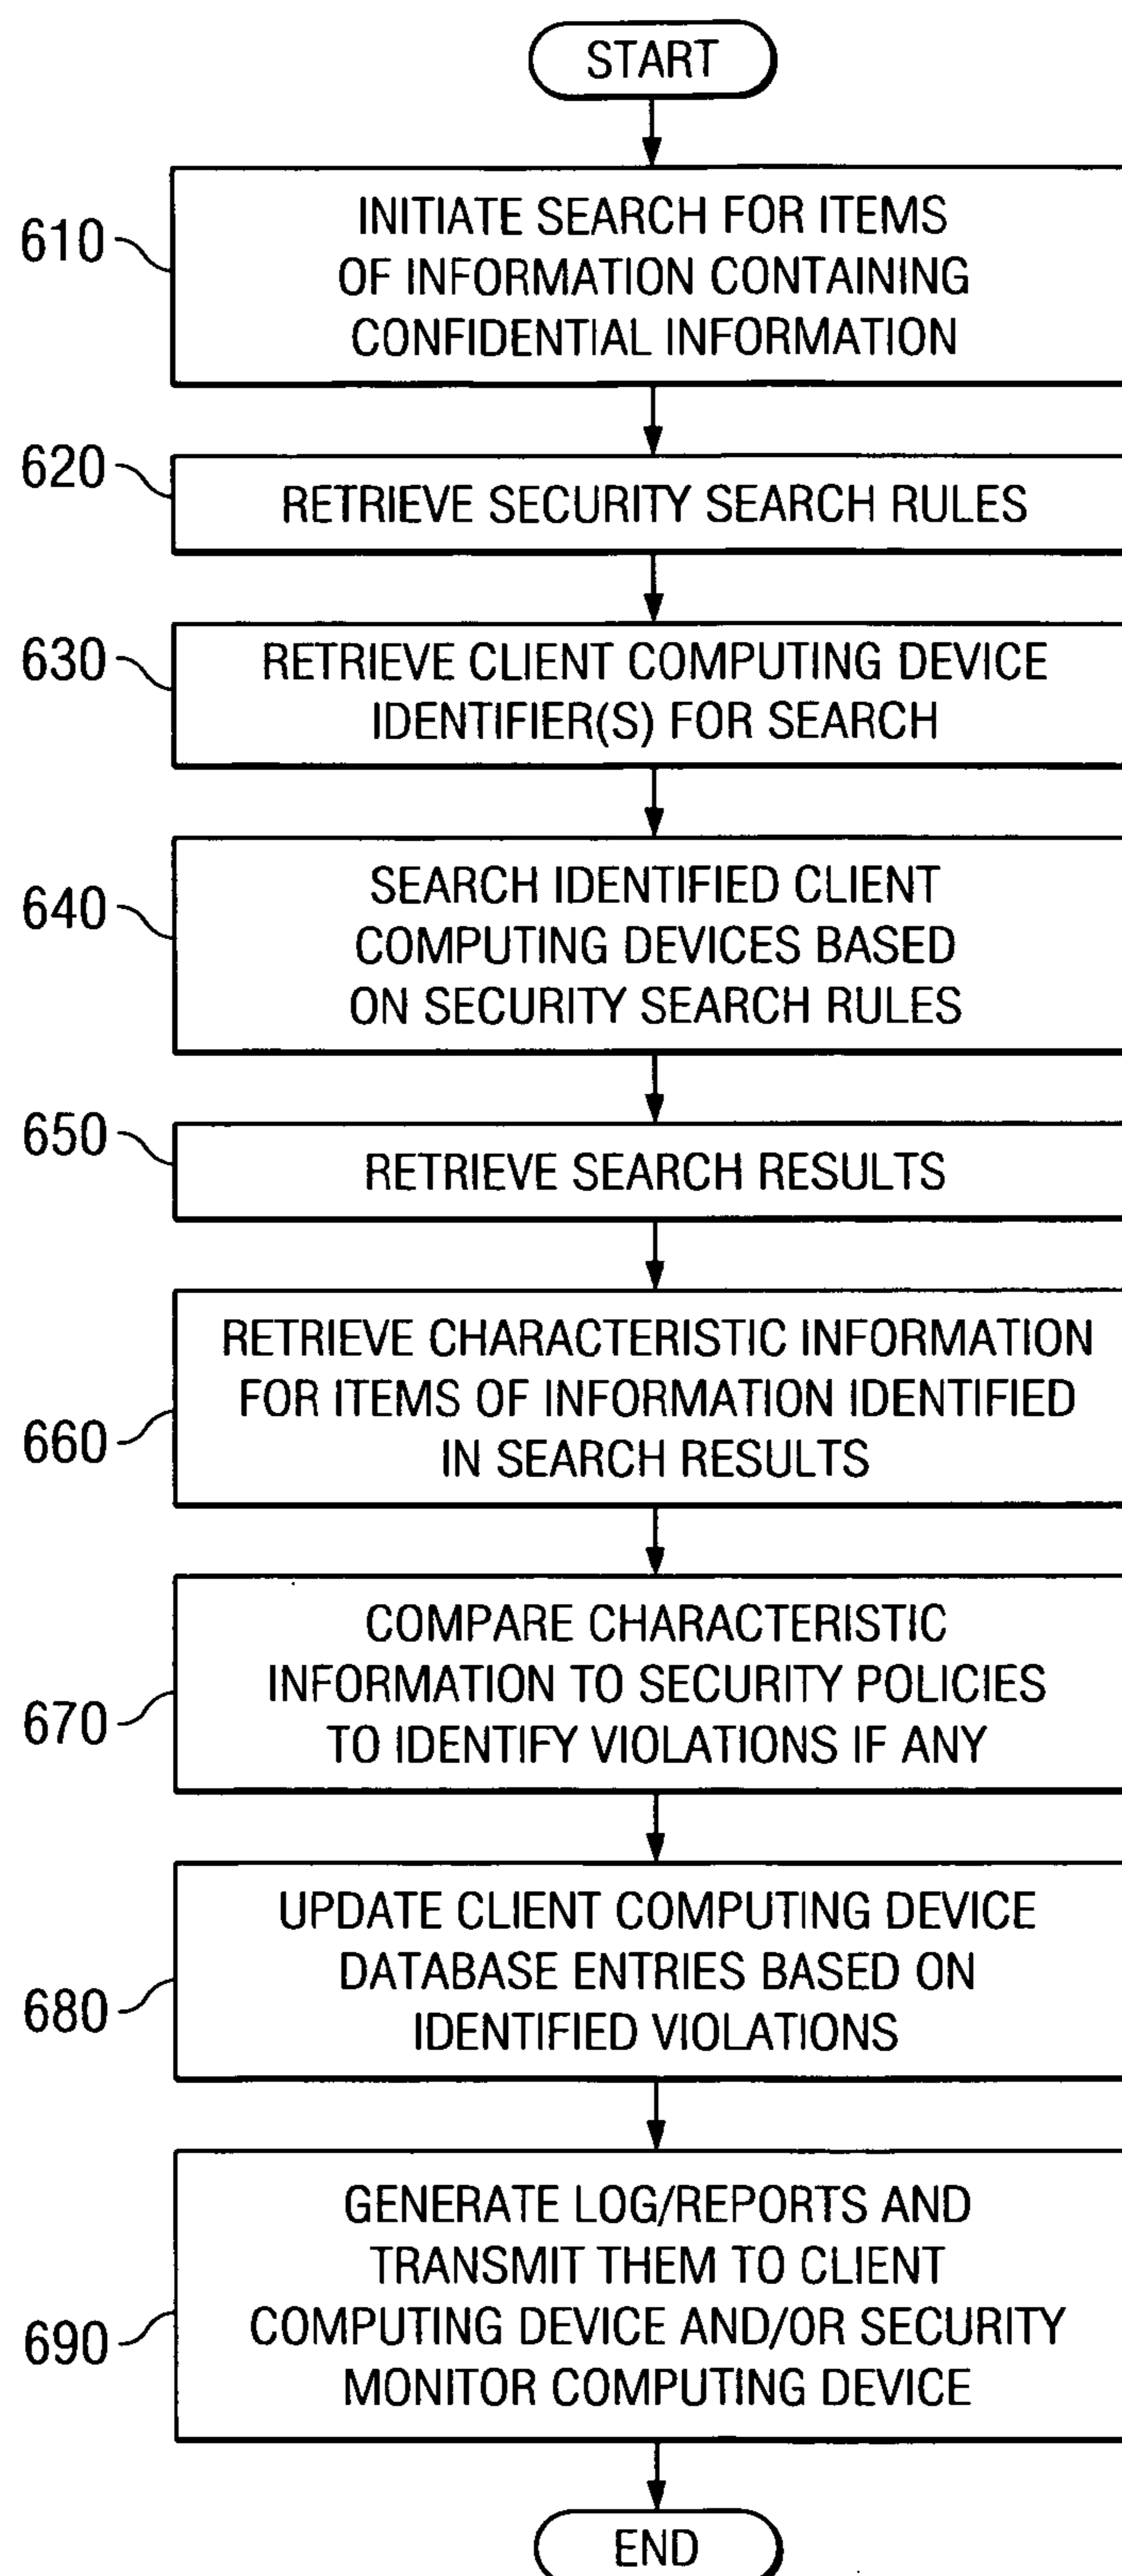 START
610
INITIATE SEARCH FOR ITEMS
OF INFORMATION CONTAINING
CONFIDENTIAL INFORMATION
620
RETRIEVE SECURITY SEARCH RULES
630
RETRIEVE CLIENT COMPUTING DEVICE
IDENTIFIER(S) FOR SEARCH
640
SEARCH IDENTIFIED CLIENT
COMPUTING DEVICES BASED
ON SECURITY SEARCH RULES
650
RETRIEVE SEARCH RESULTS
660
RETRIEVE CHARACTERISTIC INFORMATION
FOR ITEMS OF INFORMATION IDENTIFIED
IN SEARCH RESULTS
670
COMPARE CHARACTERISTIC
INFORMATION TO SECURITY POLICIES
TO IDENTIFY VIOLATIONS IF ANY
680
UPDATE CLIENT COMPUTING DEVICE
DATABASE ENTRIES BASED ON
IDENTIFIED VIOLATIONS
690
GENERATE LOG/REPORTS AND
TRANSMIT THEM TO CLIENT
COMPUTING DEVICE AND/OR SECURITY
MONITOR COMPUTING DEVICE
END